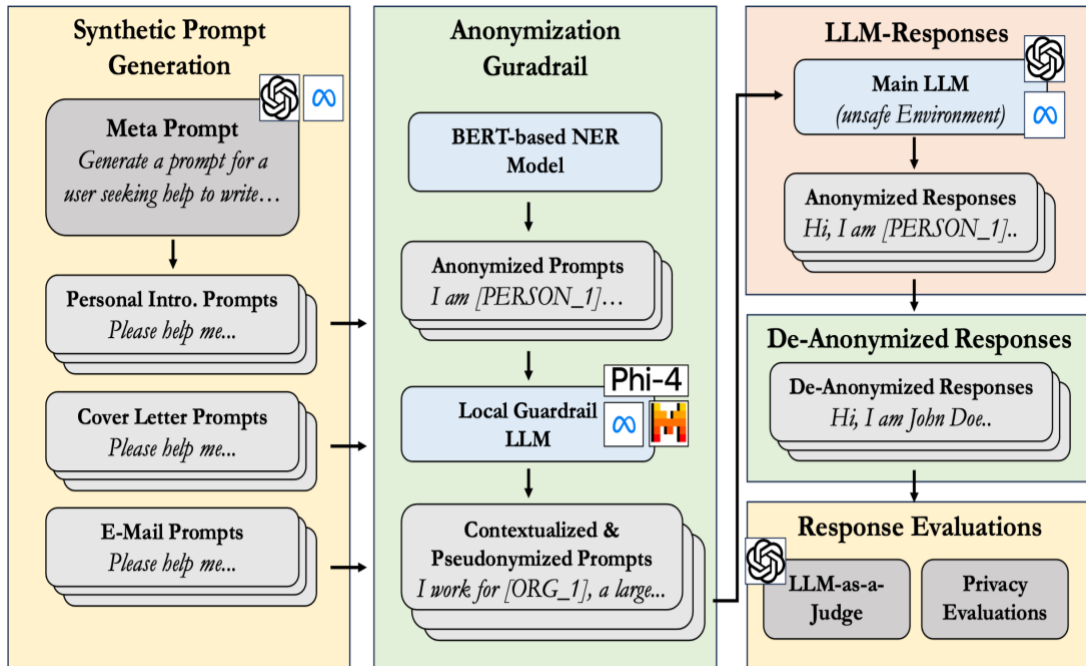 Synthetic Prompt
Generation
Meta Prompt
Generate a prompt for a
user seeking help to write…
Personal Intro. Prompts
Please help me...
Cover Letter Prompts
Please help me...
E-Mail Prompts
Please help me...
Anonymization
Guradrail
BERT-based NER
Model
Anonymized Prompts
I am [PERSON_1]…
Phi-4
Local Guardrail
LLM
Contextualized &
Pseudonymized Prompts
I work for [ORG_1], a large...
LLM-Responses
Main LLM
(unsafe Environment)
Anonymized Responses
Hi, I am [PERSON_1]..
De-Anonymized Responses
De-Anonymized Responses
Hi, I am John Doe..
Response Evaluations
LLM-as-a-
Judge
Privacy
Evaluations